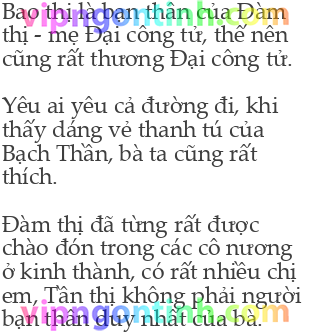 Bao thị là bạn thân của Đàm
thị - mẹ Đại công tử, thế nên
cũng rất thương Đại công tử.
Yêu ai yêu cả đường đi, khi
thấy dáng vẻ thanh tú của
Bạch Thần, bà ta cũng rất
thích.
Đàm thị đã từng rất được
chào đón trong các cô nương
ở kinh thành, có rất nhiều chị
em, Tần thị không phải người
bạn thân duy nhất của bà.
vipngontinh.com
vipngontinh.com